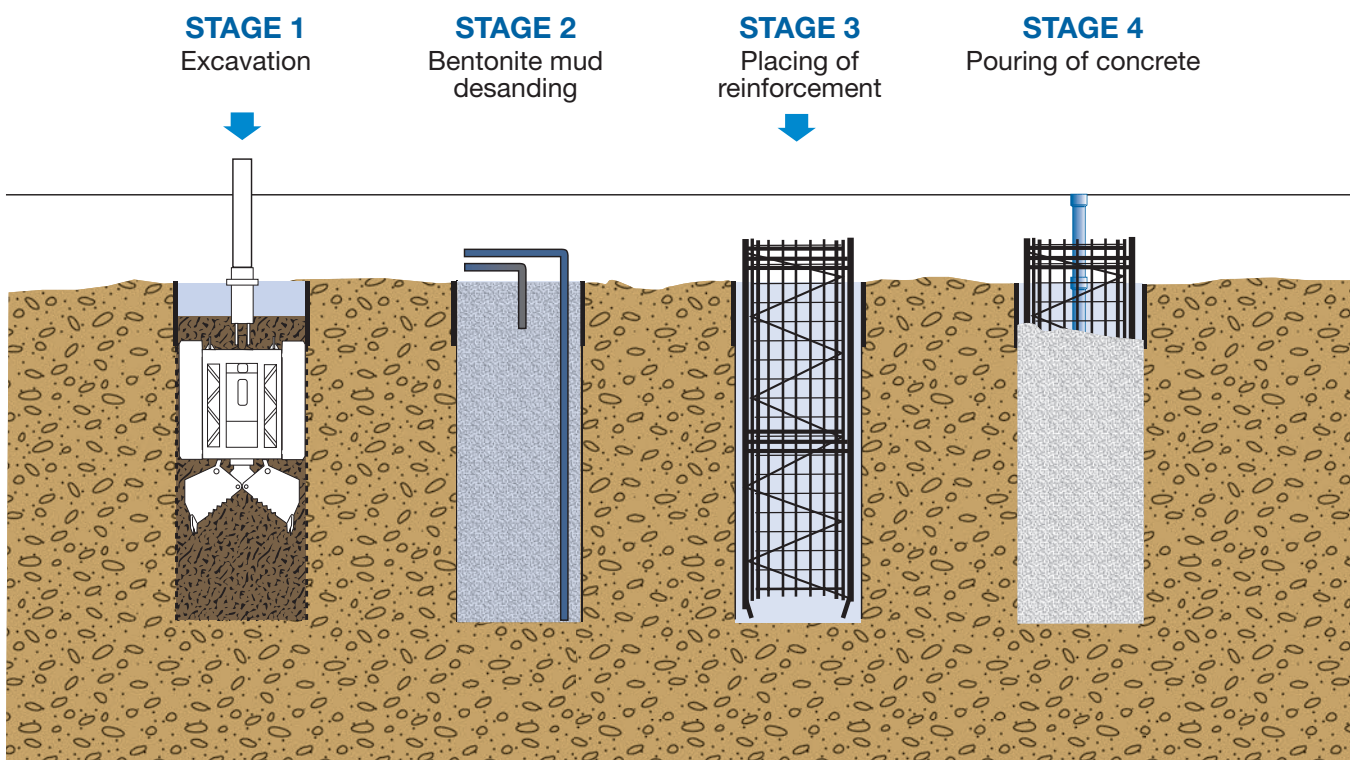 STAGE 1
Excavation
STAGE 2
Bentonite mud
desanding
STAGE 3
Placing of
reinforcement
STAGE 4
Pouring of concrete